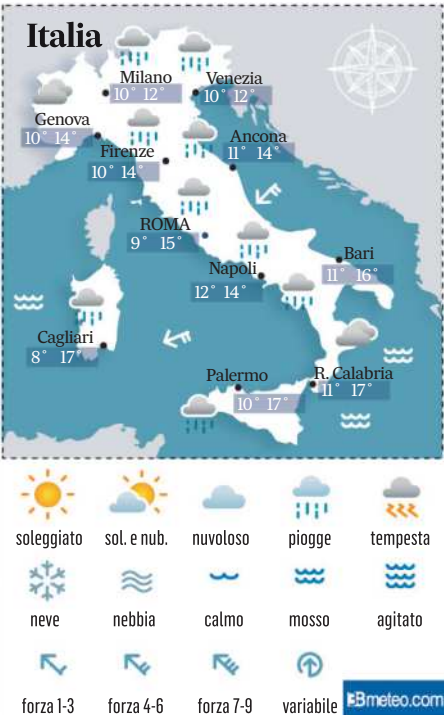 Italia
Milano
10° 12°
Venezia
10° 12°
Genova
10° 14°
Ancona
11° 14°
Firenze
10° 14°
ROMA
9° 15°
Bari
11° 16°
Napoli
12° 14°
Cagliari
8° 17°
Palermo
10° 17°
R. Calabria
11° 17°
soleggiato sol. e nub. nuvoloso piogge tempesta
neve nebbia calmo mosso agitato
forza 1-3 forza 4-6 forza 7-9 variabile
3Bmeteo.com